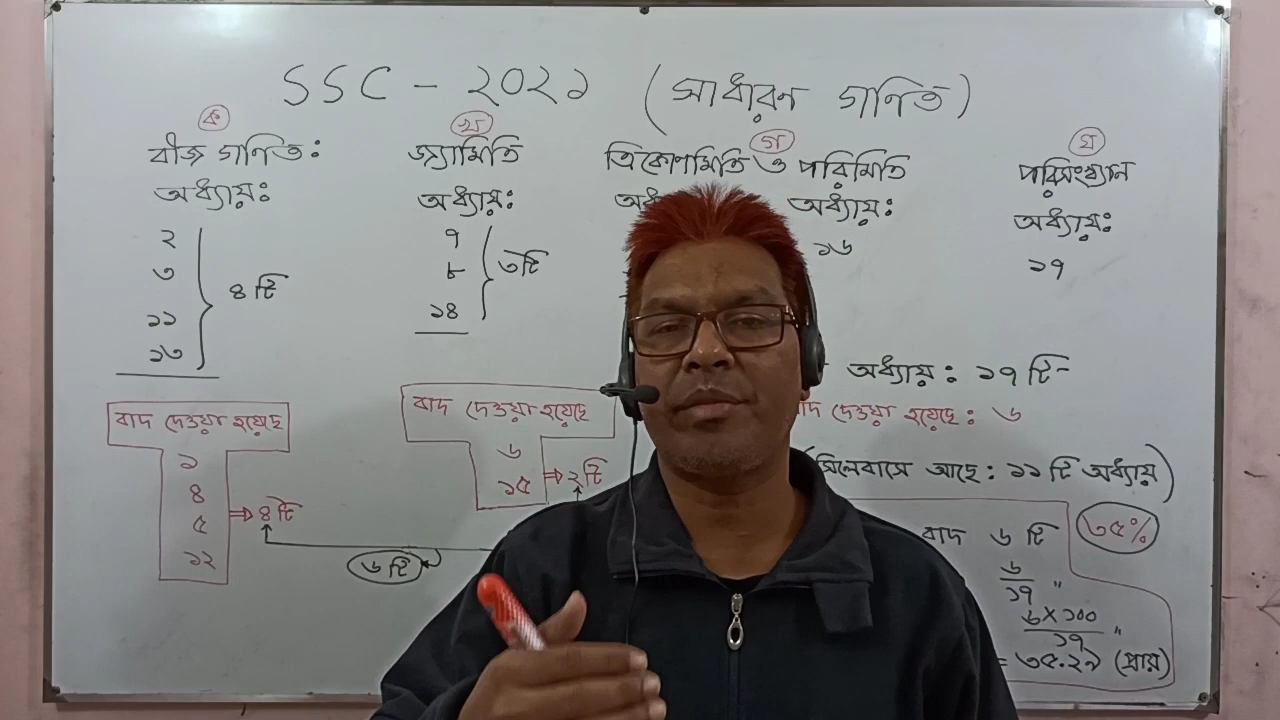 SSC - ২০২১ (সাধারন গণিত)
ক
বীজ গণিত:
অধ্যায়:
২
৩
১১
১৩
৪ টি
বাদ দেওয়া হয়েছে
১
৪
৫
১২
⇒ ৪ টি
৬ টি
খ
জ্যামিতি
অধ্যায়:
৭
৮
১৪
৩টি
বাদ দেওয়া হয়েছে
৬
১৫
⇒ ২টি
গ
ত্রিকোণমিতি ও পরিমিতি
অধ্যায়:
১৬
ঘ
পরিসংখ্যান
অধ্যায়:
১৭
অধ্যায়: ১৭ টি
দেওয়া হয়েছে: ৬
(সিলেবাসে আছে: ১১ টি অধ্যায়)
বাদ ৬ টি
৩৫%
৬/১৭ "
৬ X ১০০/১৭ "
= ৩৫.২৯ (প্রায়)